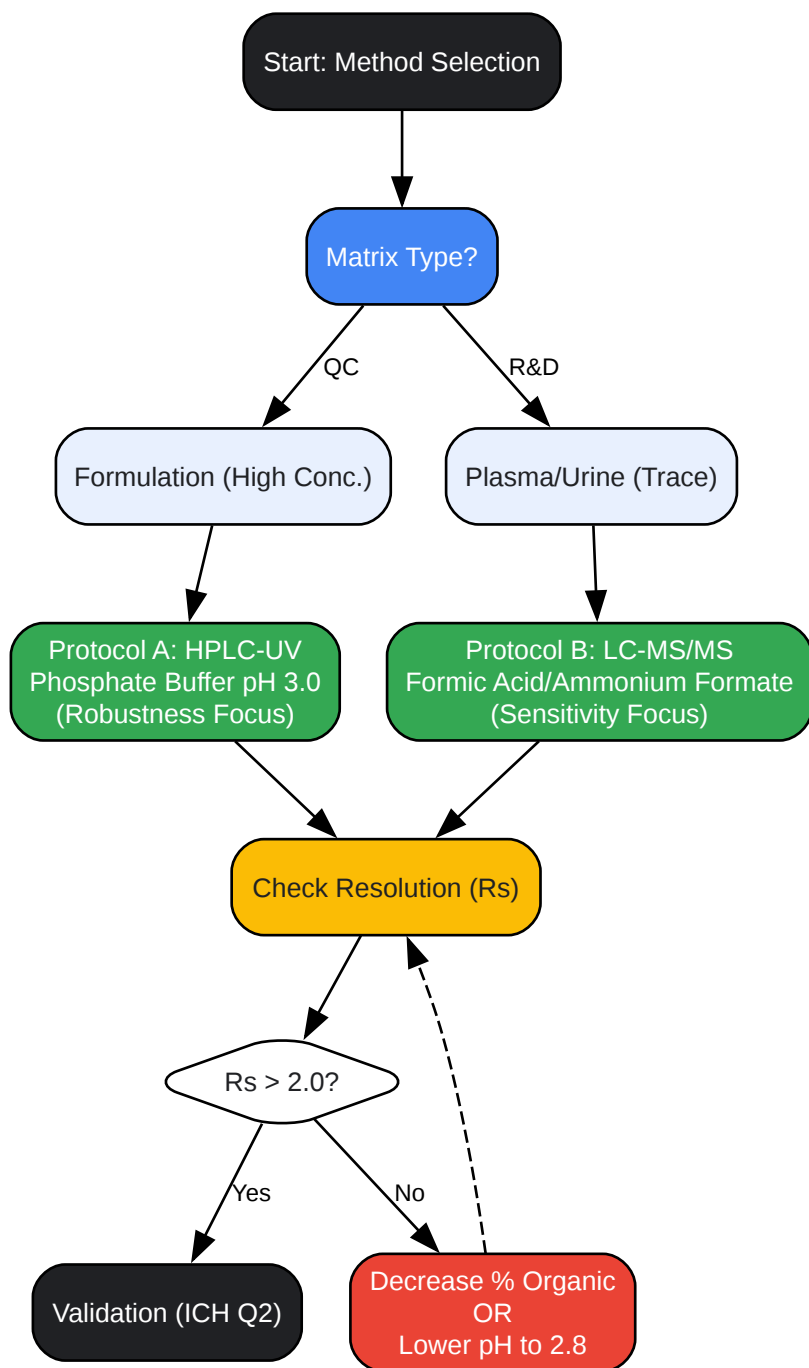 Start: Method Selection
Matrix Type?
QC
R&D
Formulation (High Conc.)
Plasma/Urine (Trace)
Protocol A: HPLC-UV
Phosphate Buffer pH 3.0
(Robustness Focus)
Protocol B: LC-MS/MS
Formic Acid/Ammonium Formate
(Sensitivity Focus)
Check Resolution (Rs)
Rs > 2.0?
Yes
No
Validation (ICH Q2)
Decrease % Organic
OR
Lower pH to 2.8